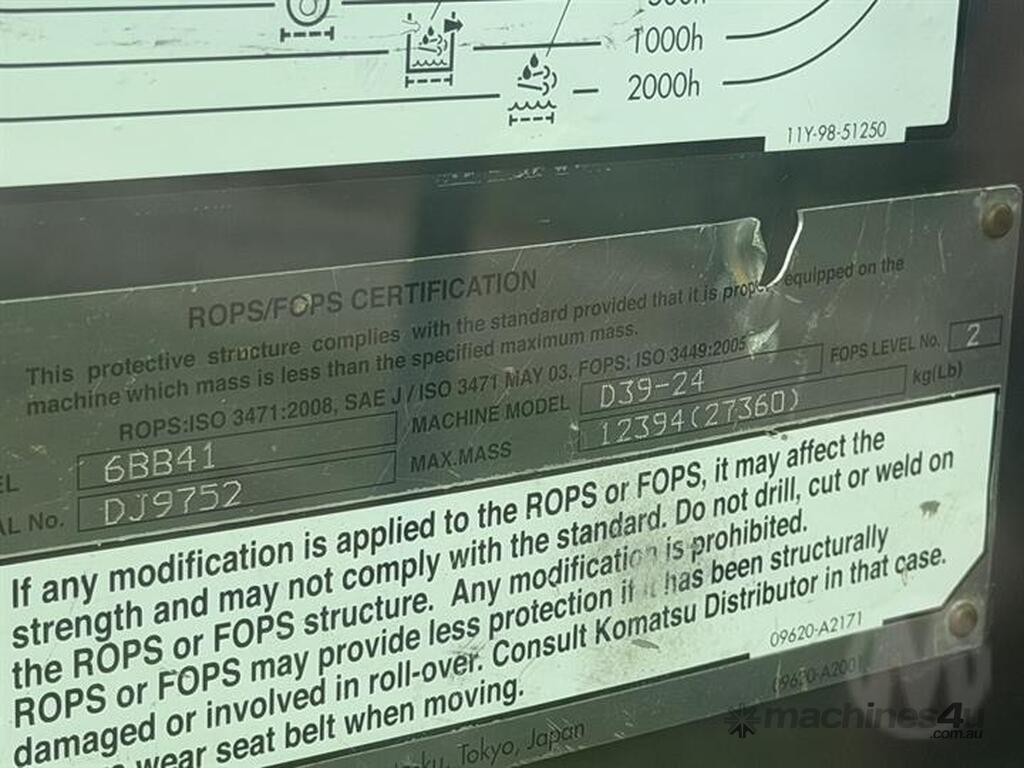 1000h
2000h
11Y-98-51250
ROPS/FOPS CERTIFICATION
This protective structure complies with the standard provided that it is equipped on the
machine which mass is less than the specified maximum mass.
ROPS:ISO 3471:2008, SAE J/ISO 3471 MAY 03, FOPS: ISO 3449:2005 FOPS LEVEL No. 2
6BB41 MACHINE MODEL D39-24
AL No. DJ9752 MAX.MASS 12394(27360) kg(Lb)
If any modification is applied to the ROPS or FOPS, it may affect the
strength and may not comply with the standard. Do not drill, cut or weld on
the ROPS or FOPS structure. Any modification is prohibited.
ROPS or FOPS may provide less protection if it has been structurally
damaged or involved in roll-over. Consult Komatsu Distributor in that case.
wear seat belt when moving.
09620-A2171
09620-A2001
Tokyo, Japan
machines4u
.com.au